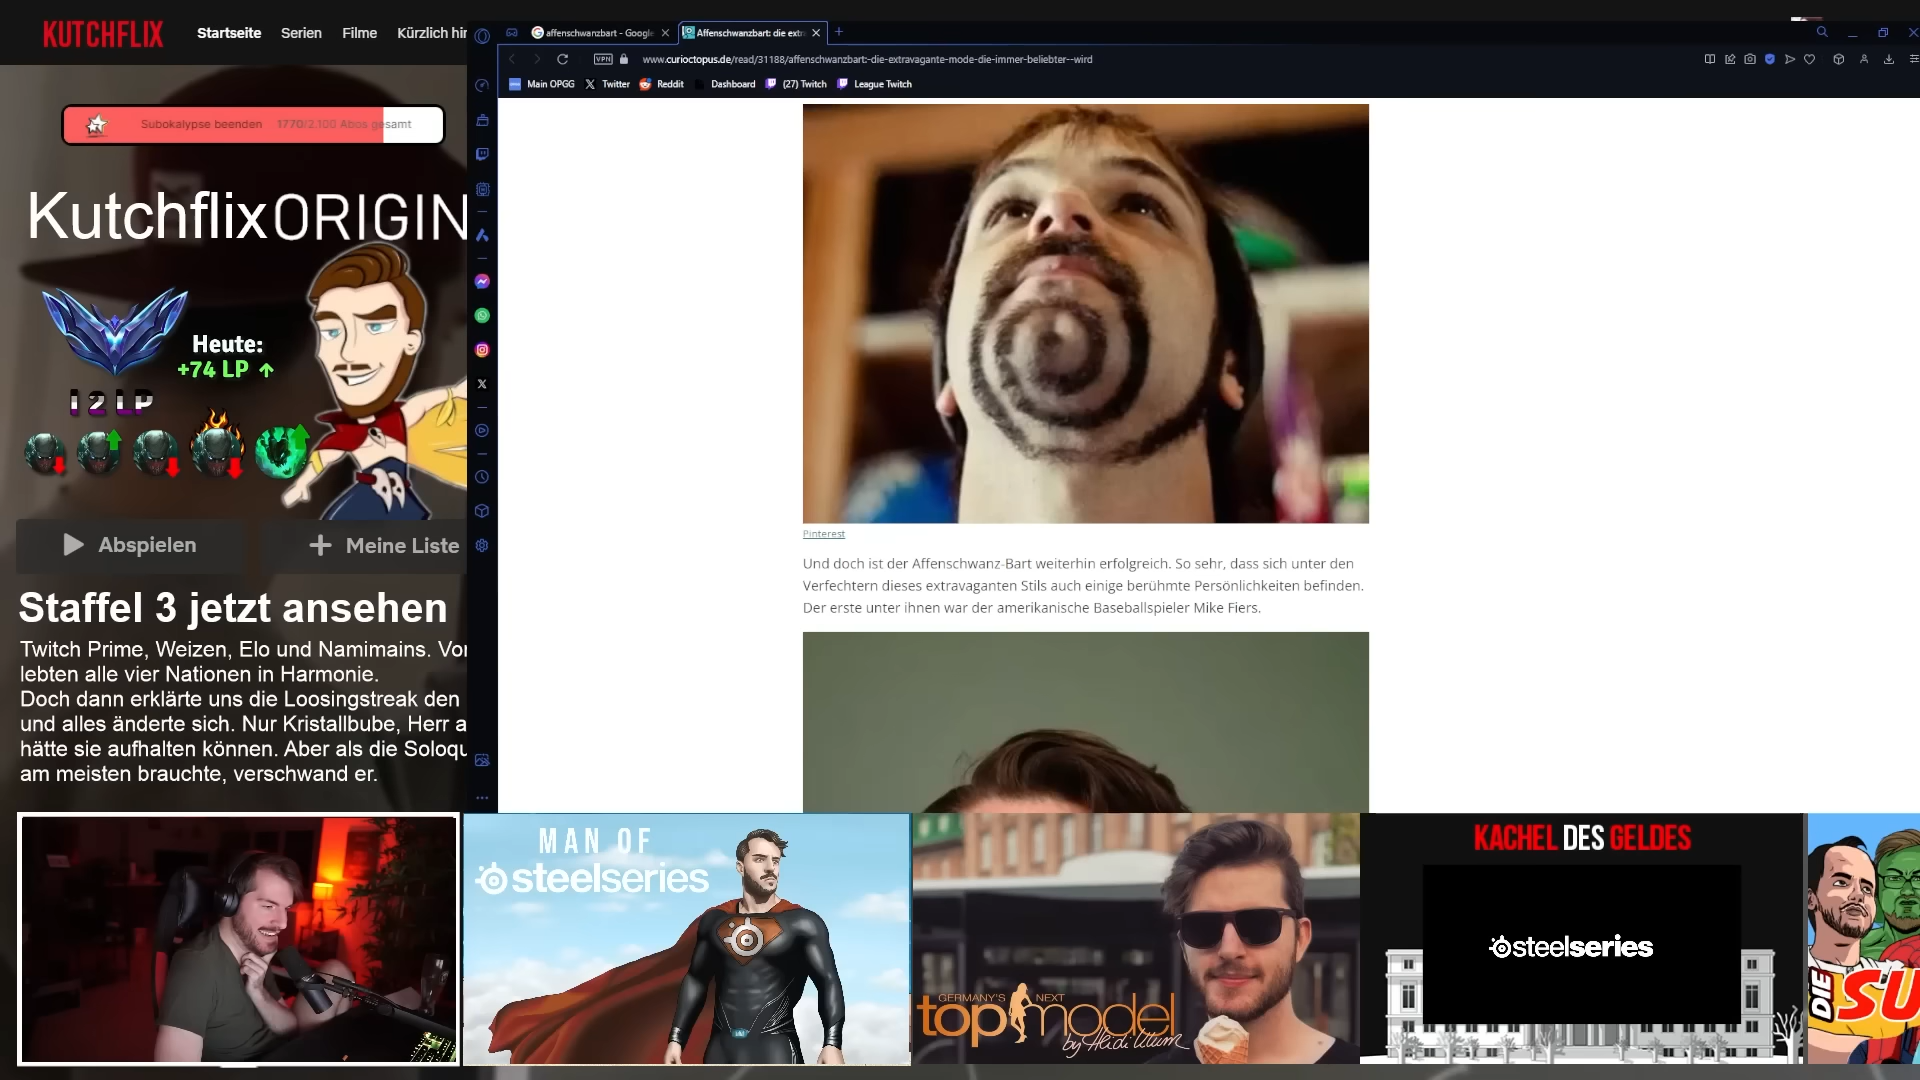 KUTCHFLIX
Startseite
Serien
Filme
Kürzlich hin
affenschwanzbart - Google
Affenschwanzbart: die extr
VPN
www.curioctopus.de/read/31188/affenschwanzbart:-die-extravagante-mode-die-immer-beliebter--wird
Main OPGG
Twitter
Reddit
Dashboard
(27) Twitch
League Twitch
Subokalypse beenden
1770/2.100 Abos gesamt
KutchflixORIGIN
Heute:
+74 LP
12 LP
Abspielen
Meine Liste
Staffel 3 jetzt ansehen
Twitch Prime, Weizen, Elo und Namimains. Vor
lebten alle vier Nationen in Harmonie.
Doch dann erklärte uns die Loosingstreak den
und alles änderte sich. Nur Kristallbube, Herr a
hätte sie aufhalten können. Aber als die Soloqu
am meisten brauchte, verschwand er.
Pinterest
Und doch ist der Affenschwanz-Bart weiterhin erfolgreich. So sehr, dass sich unter den
Verfechtern dieses extravaganten Stils auch einige berühmte Persönlichkeiten befinden.
Der erste unter ihnen war der amerikanische Baseballspieler Mike Fiers.
MAN OF
steelseries
GERMANY'S NEXT
topmodel
by Heidi Klum
KACHEL DES GELDES
steelseries
DIE
SU